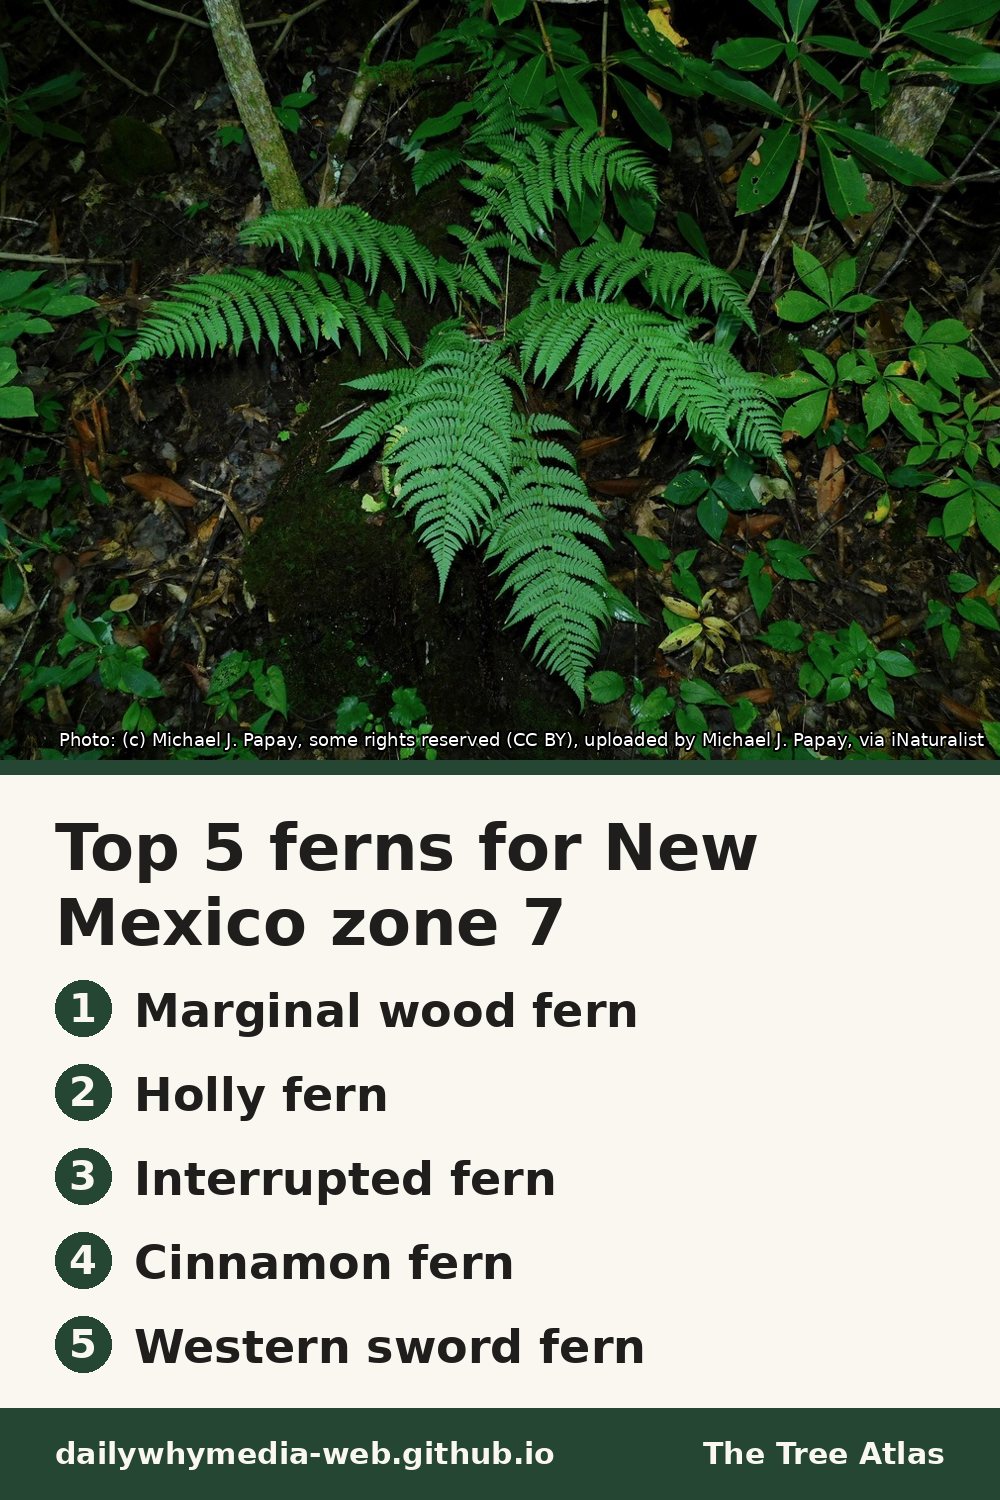 Photo: (c) Michael J. Papay, some rights reserved (CC BY), uploaded by Michael J. Papay, via iNaturalist
Top 5 ferns for New
Mexico zone 7
1 Marginal wood fern
2 Holly fern
3 Interrupted fern
4 Cinnamon fern
5 Western sword fern
dailywhymedia-web.github.io The Tree Atlas